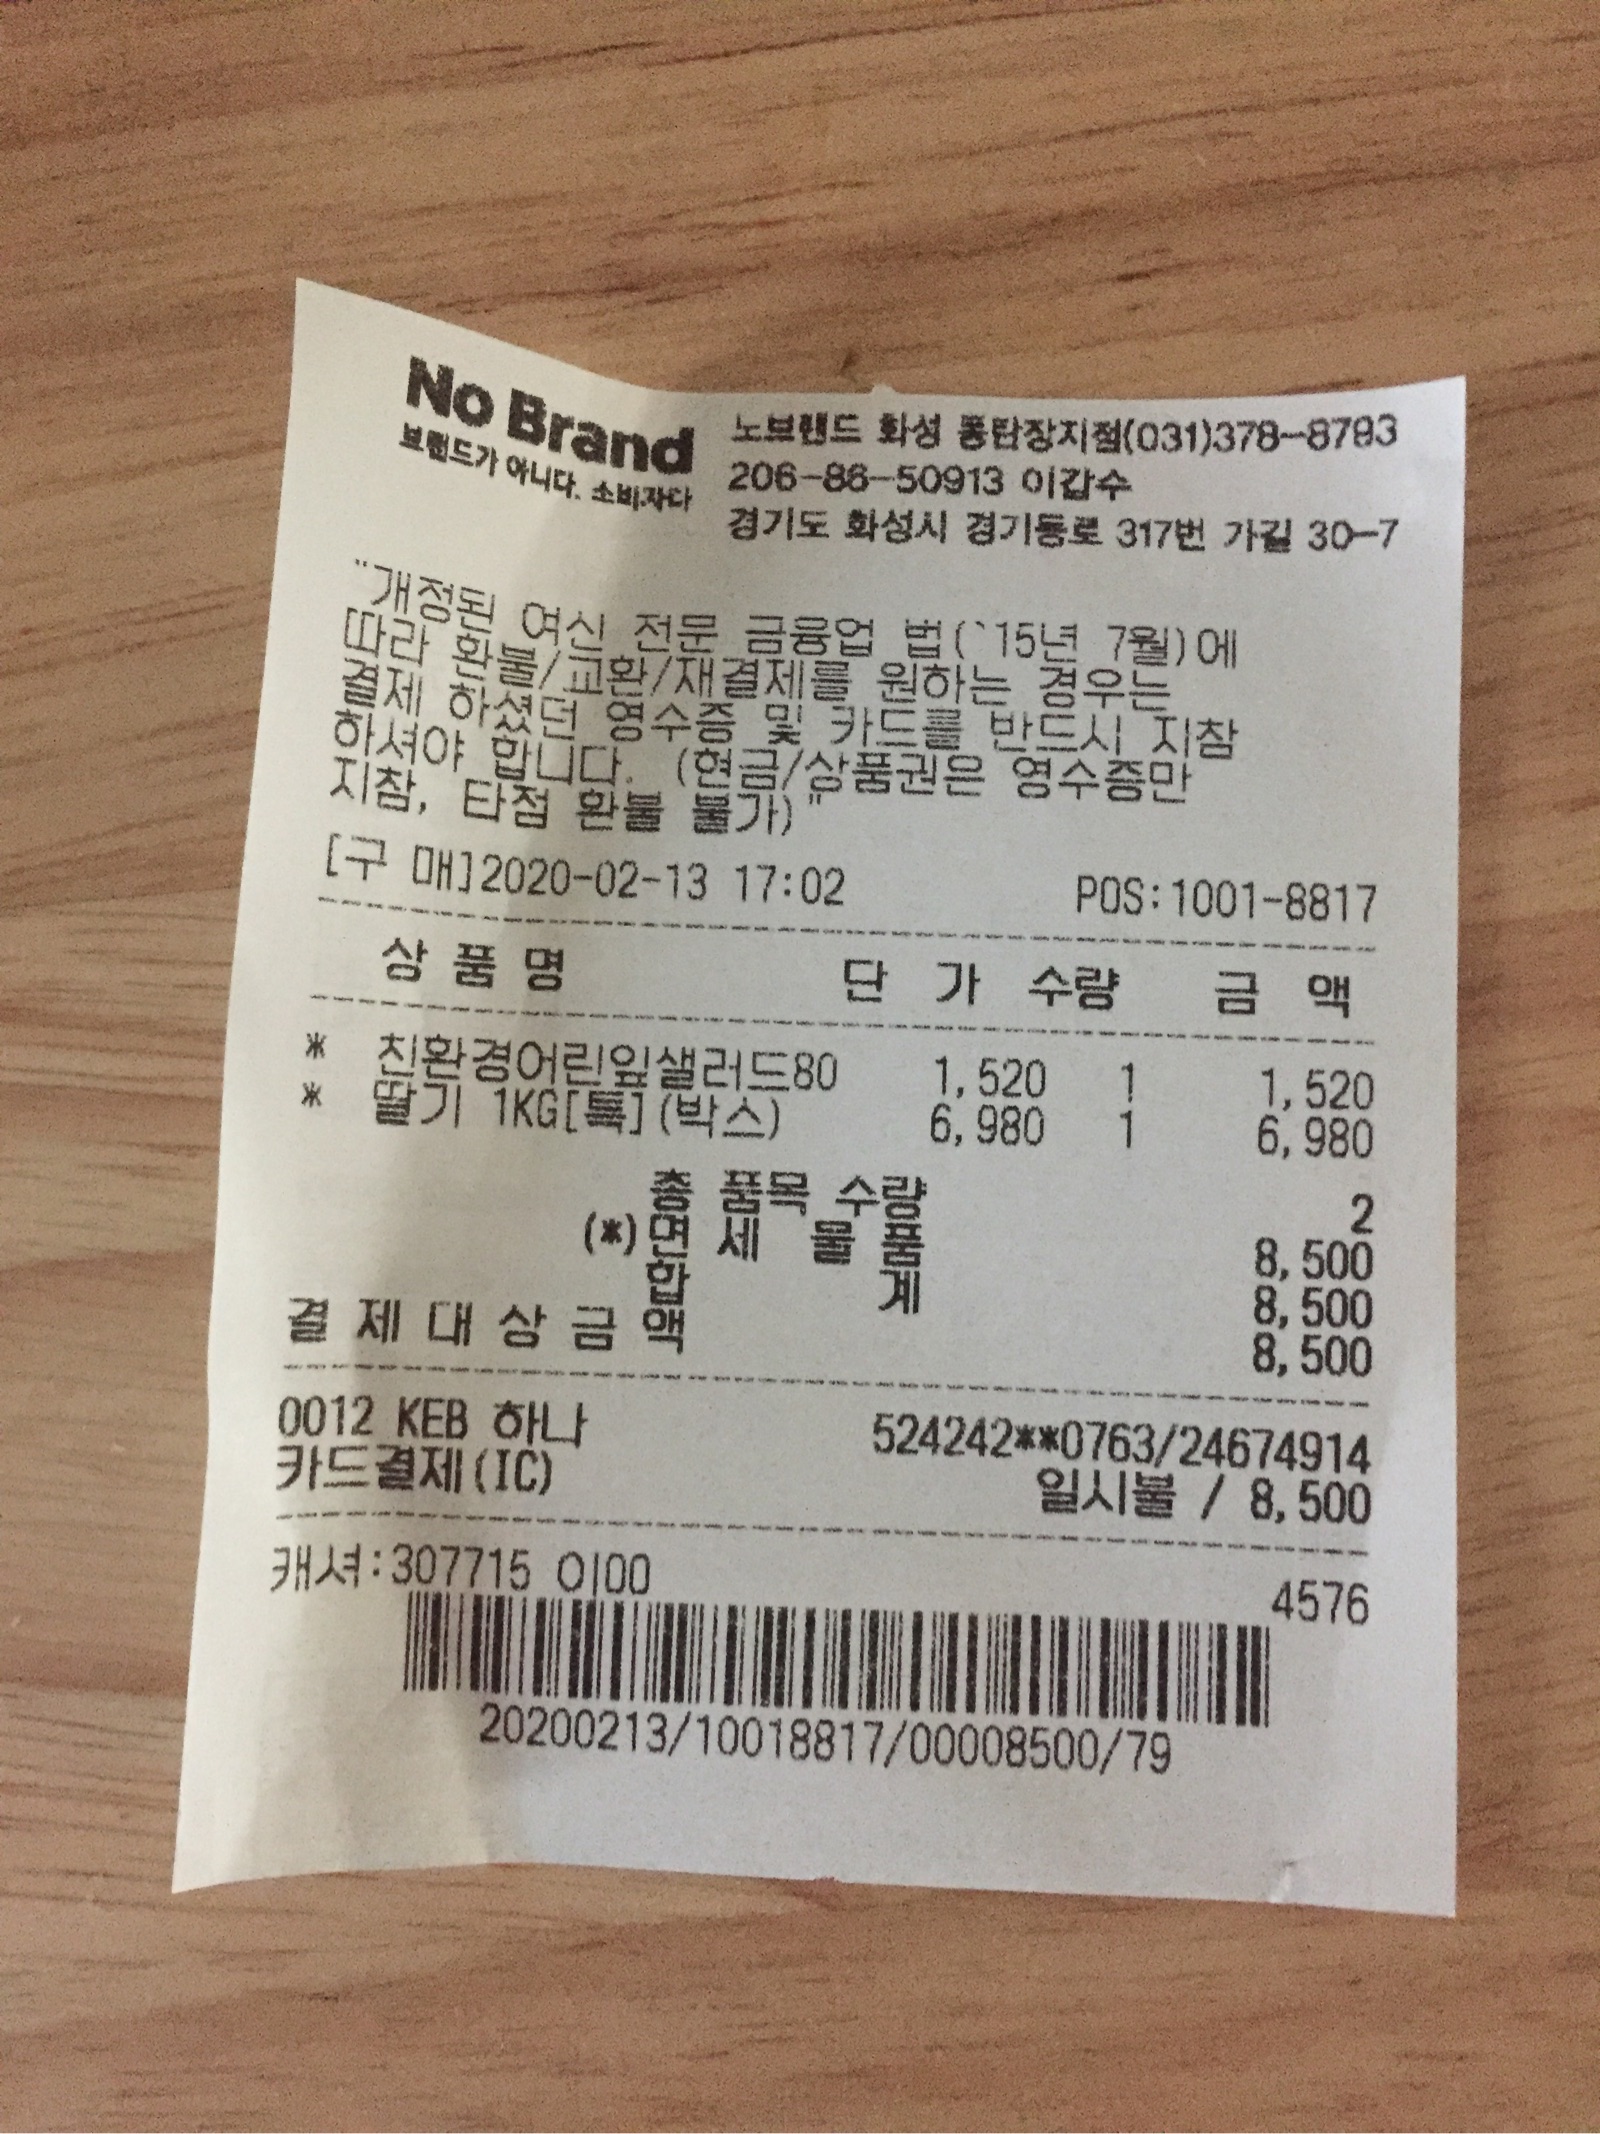 No Brand
브랜드가 아니다. 소비자다
노브랜드 화성 동탄장지점(031)378-8793
206-86-50913 이갑수
경기도 화성시 경기동로 317번 가길 30-7
"개정된 여신 전문 금융업 법(`15년 7월)에
따라 환불/교환/재결제를 원하는 경우는
결제 하셨던 영수증 및 카드를 반드시 지참
하셔야 합니다. (현금/상품권은 영수증만
지참, 타점 환불 불가)"
[구 매]2020-02-13 17:02 POS:1001-8817
상 품 명 단 가 수량 금 액
* 친환경어린잎샐러드80 1,520 1 1,520
* 딸기 1KG[특](박스) 6,980 1 6,980
총 품목 수량 2
(*)면 세 물 품 8,500
합 계 8,500
결 제 대 상 금 액 8,500
0012 KEB 하나 524242**0763/24674914
카드결제(IC) 일시불 / 8,500
캐셔:307715 이00 4576
20200213/10018817/00008500/79